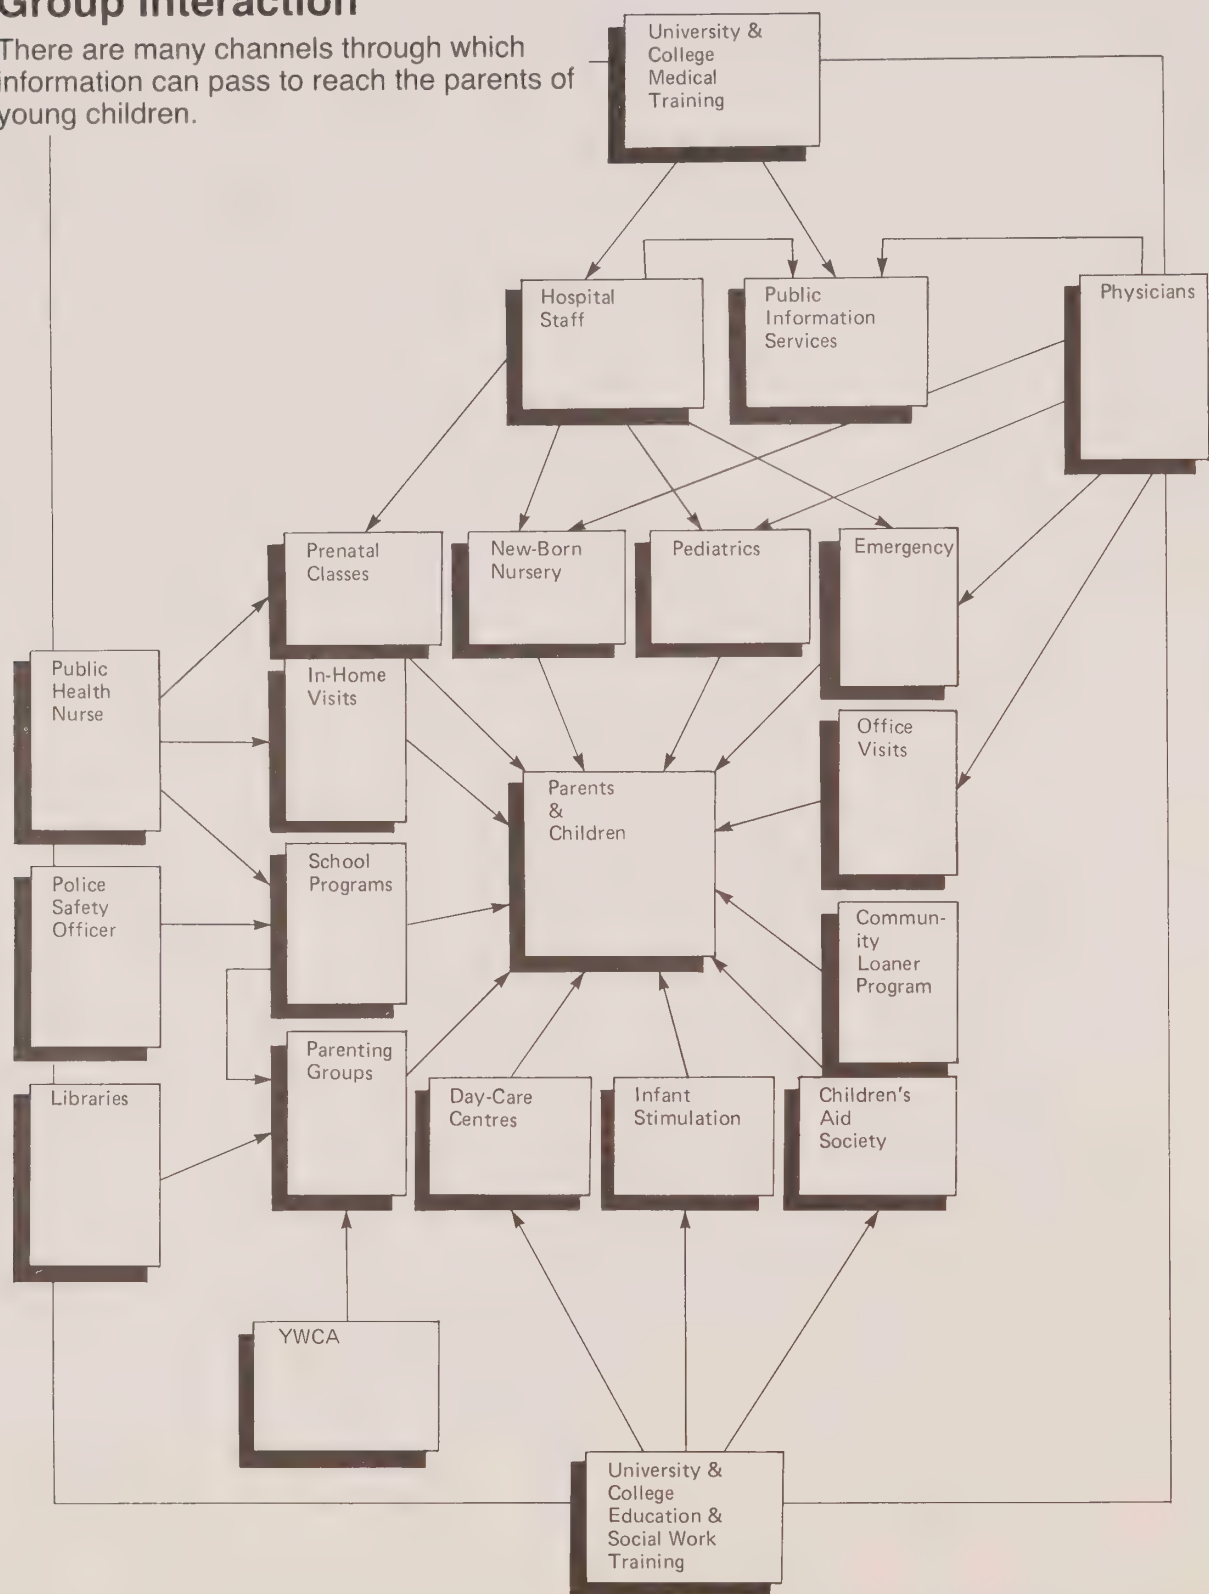 Group Interaction
There are many channels through which
information can pass to reach the parents of
young children.
University &
College
Medical
Training
Hospital
Staff
Public
Information
Services
Physicians
Prenatal
Classes
New-Born
Nursery
Pediatrics
Emergency
Public
Health
Nurse
In-Home
Visits
Office
Visits
Parents
&
Children
School
Programs
Police
Safety
Officer
Commun-
ity
Loaner
Program
Parenting
Groups
Libraries
Day-Care
Centres
Infant
Stimulation
Children's
Aid
Society
YWCA
University &
College
Education &
Social Work
Training